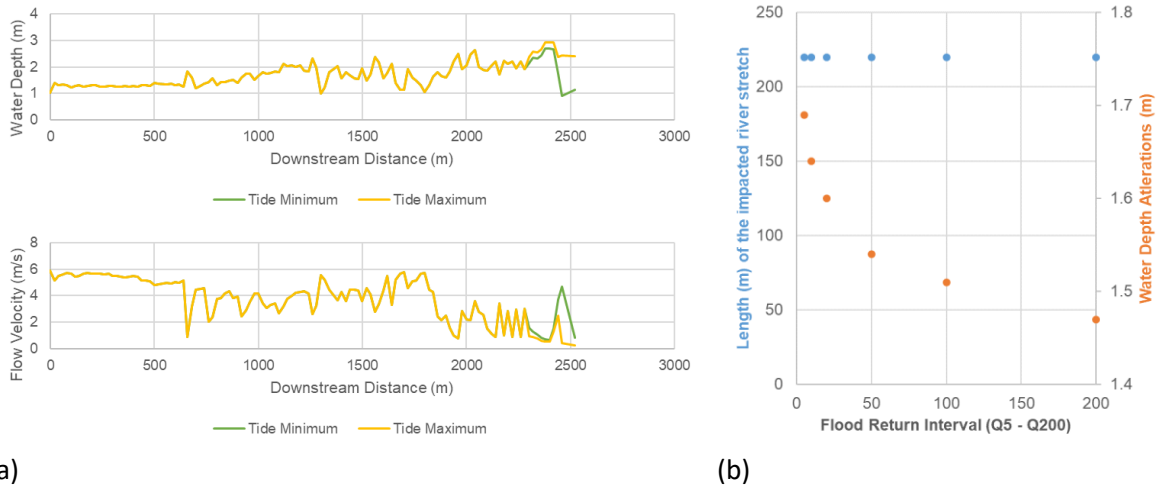 Water Depth (m)
4
3
2
1
0
0 500 1000 1500 2000 2500 3000
Downstream Distance (m)
Tide Minimum Tide Maximum
Flow Velocity (m/s)
8
6
4
2
0
0 500 1000 1500 2000 2500 3000
Downstream Distance (m)
Tide Minimum Tide Maximum
a)
Length (m) of the impacted river stretch
250
200
150
100
50
0
0 50 100 150 200
Flood Return Interval (Q5 - Q200)
1.8
1.7
1.6
1.5
1.4
Water Depth Atlerations (m)
(b)